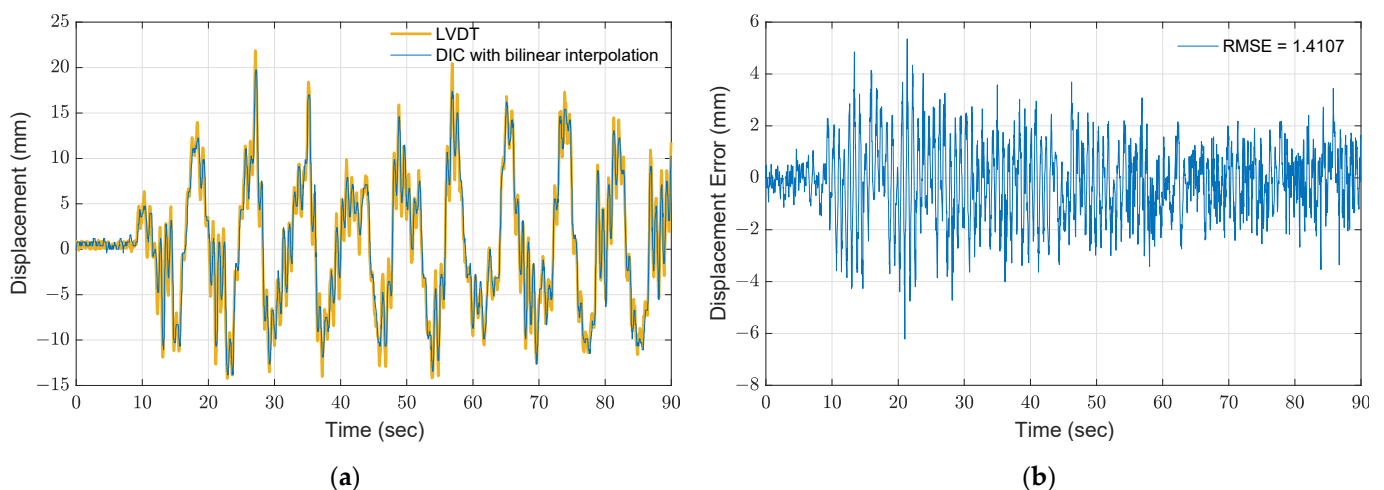 LVDT
DIC with bilinear interpolation
Displacement (mm)
25
20
15
10
5
0
−5
−10
−15
0 10 20 30 40 50 60 70 80 90
Time (sec)
(a)
RMSE = 1.4107
Displacement Error (mm)
6
4
2
0
−2
−4
−6
−8
0 10 20 30 40 50 60 70 80 90
Time (sec)
(b)